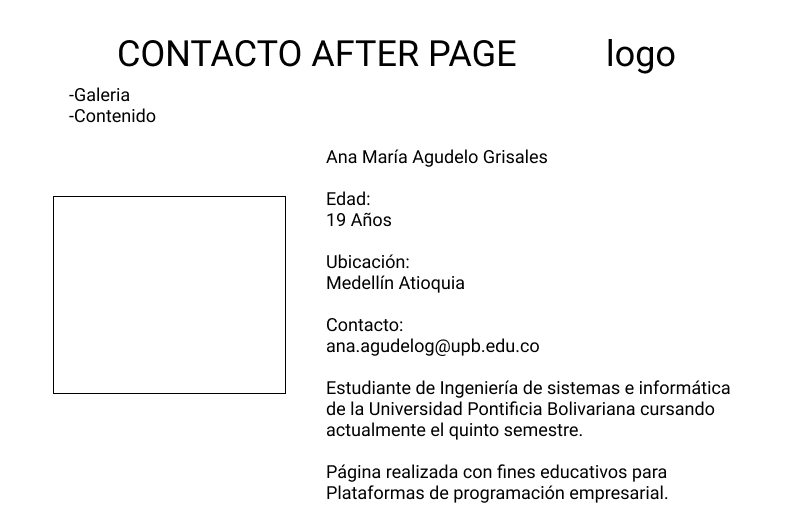 CONTACTO AFTER PAGE logo
-Galeria
-Contenido
Ana María Agudelo Grisales
Edad:
19 Años
Ubicación:
Medellín Atioquia
Contacto:
ana.agudelog@upb.edu.co
Estudiante de Ingeniería de sistemas e informática
de la Universidad Pontificia Bolivariana cursando
actualmente el quinto semestre.
Página realizada con fines educativos para
Plataformas de programación empresarial.